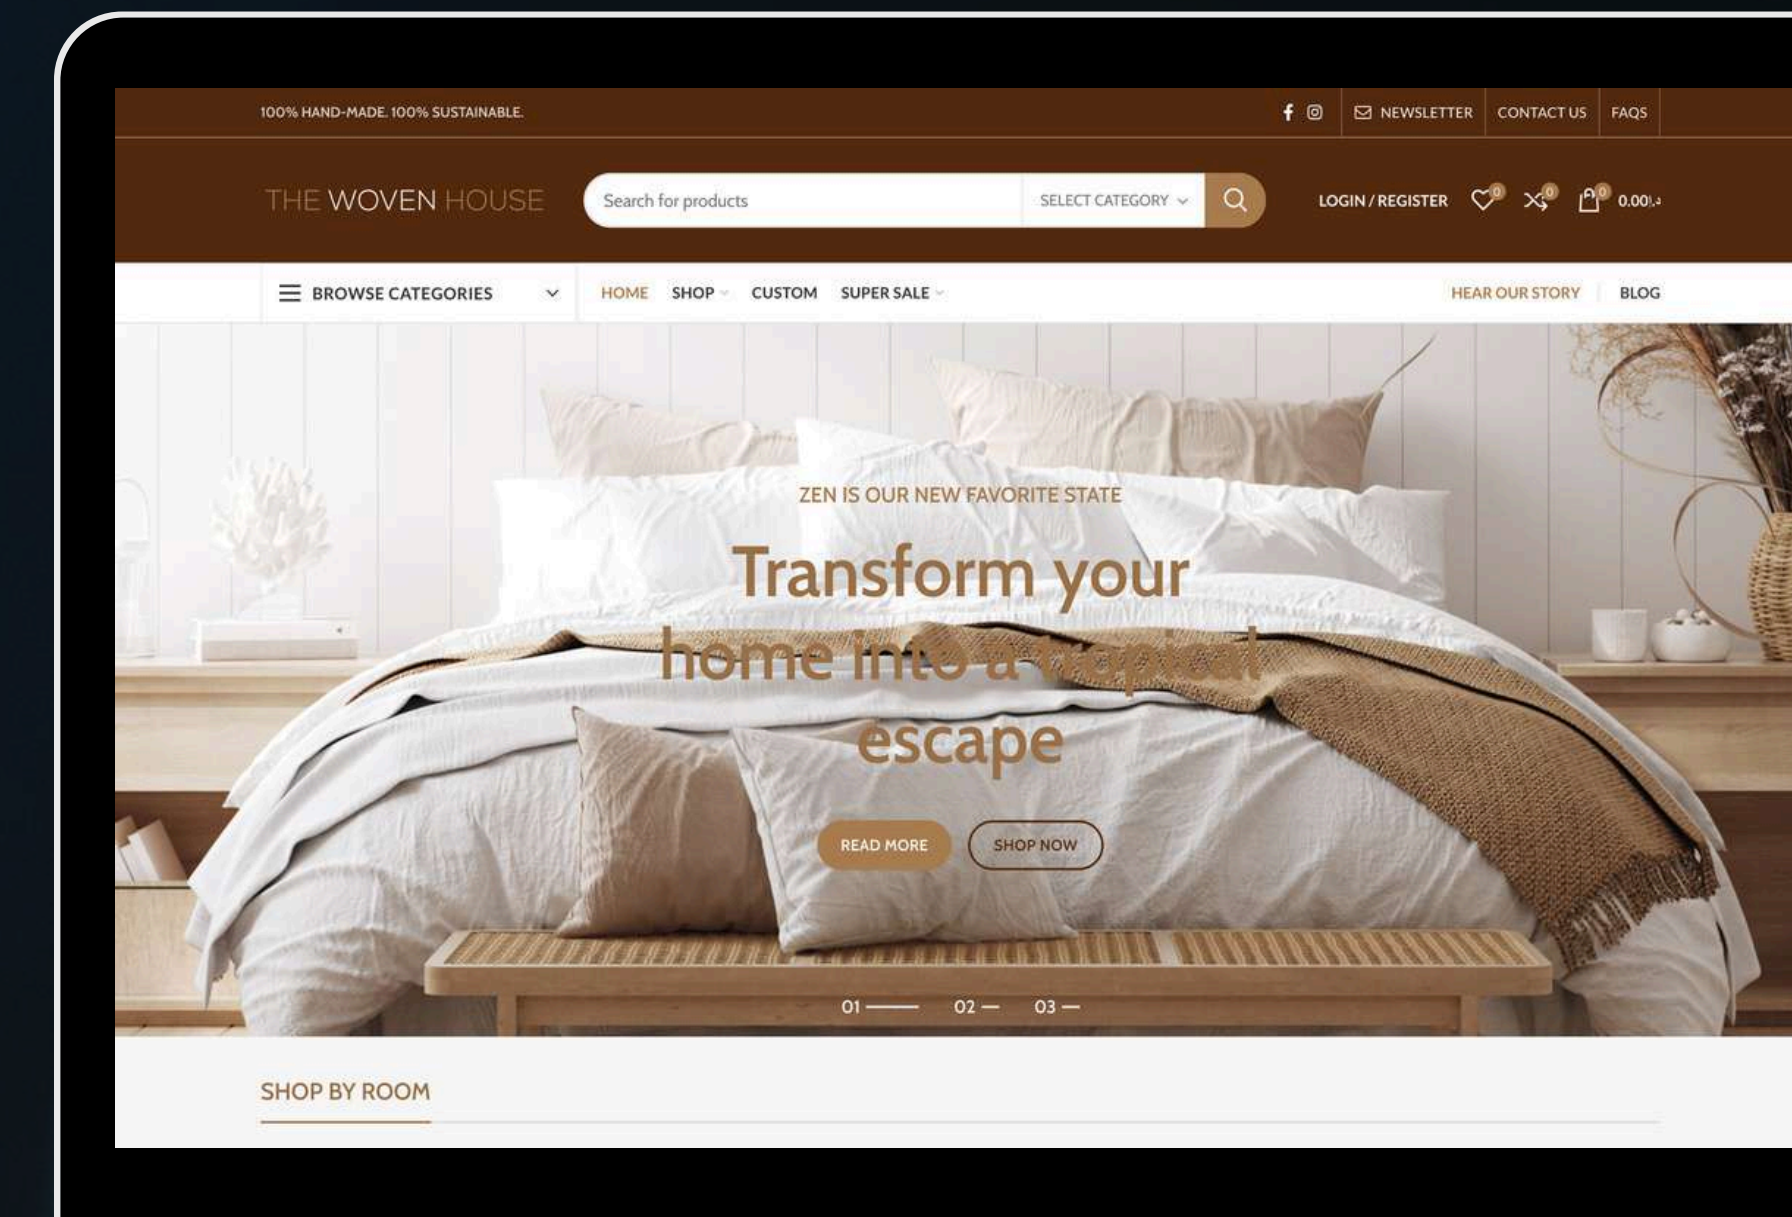 100% HAND-MADE. 100% SUSTAINABLE.
NEWSLETTER
CONTACT US
FAQS
THE WOVEN HOUSE
Search for products
SELECT CATEGORY
LOGIN / REGISTER
0
0
0
0.00د.إ
BROWSE CATEGORIES
HOME
SHOP
CUSTOM
SUPER SALE
HEAR OUR STORY
BLOG
ZEN IS OUR NEW FAVORITE STATE
Transform your
home into a tropical
escape
READ MORE
SHOP NOW
01
02
03
SHOP BY ROOM